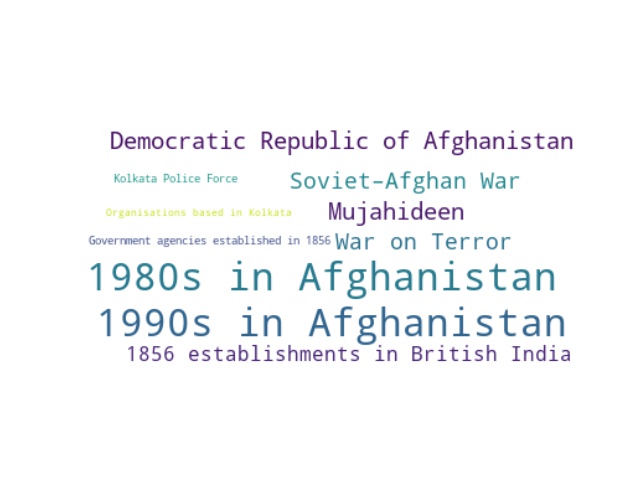 Democratic Republic of Afghanistan
Kolkata Police Force
Soviet–Afghan War
Organisations based in Kolkata
Mujahideen
Government agencies established in 1856
War on Terror
1980s in Afghanistan
1990s in Afghanistan
1856 establishments in British India